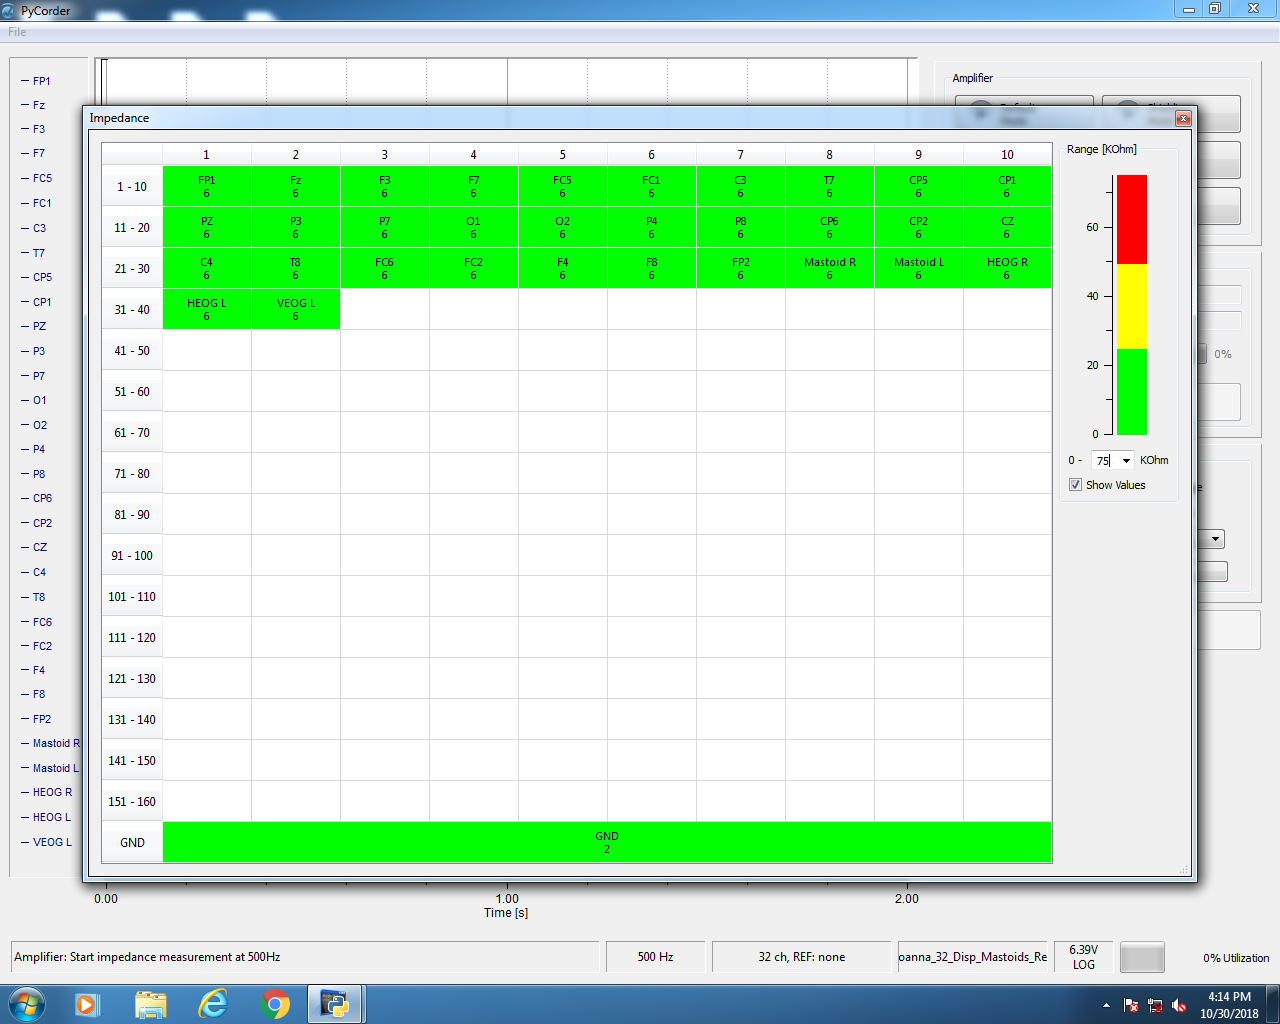 PyCorder
File
Amplifier
FP1
Fz
F3
F7
FC5
FC1
C3
T7
CP5
CP1
PZ
P3
P7
O1
O2
P4
P8
CP6
CP2
CZ
C4
T8
FC6
FC2
F4
F8
FP2
Mastoid R
Mastoid L
HEOG R
HEOG L
VEOG L
Impedance
1 2 3 4 5 6 7 8 9 10
1 - 10 FP1 Fz F3 F7 FC5 FC1 C3 T7 CP5 CP1
6 6 6 6 6 6 6 6 6 6
11 - 20 PZ P3 P7 O1 O2 P4 P8 CP6 CP2 CZ
6 6 6 6 6 6 6 6 6 6
21 - 30 C4 T8 FC6 FC2 F4 F8 FP2 Mastoid R Mastoid L HEOG R
6 6 6 6 6 6 6 6 6 6
31 - 40 HEOG L VEOG L
6 6
41 - 50
51 - 60
61 - 70
71 - 80
81 - 90
91 - 100
101 - 110
111 - 120
121 - 130
131 - 140
141 - 150
151 - 160
GND GND
2
Range [KOhm]
60
40
20
0
0 - 75 KOhm
Show Values
0%
0.00 1.00 2.00
Time [s]
Amplifier: Start impedance measurement at 500Hz
500 Hz
32 ch, REF: none
oanna_32_Disp_Mastoids_Re
6.39V
LOG
0% Utilization
4:14 PM
10/30/2018